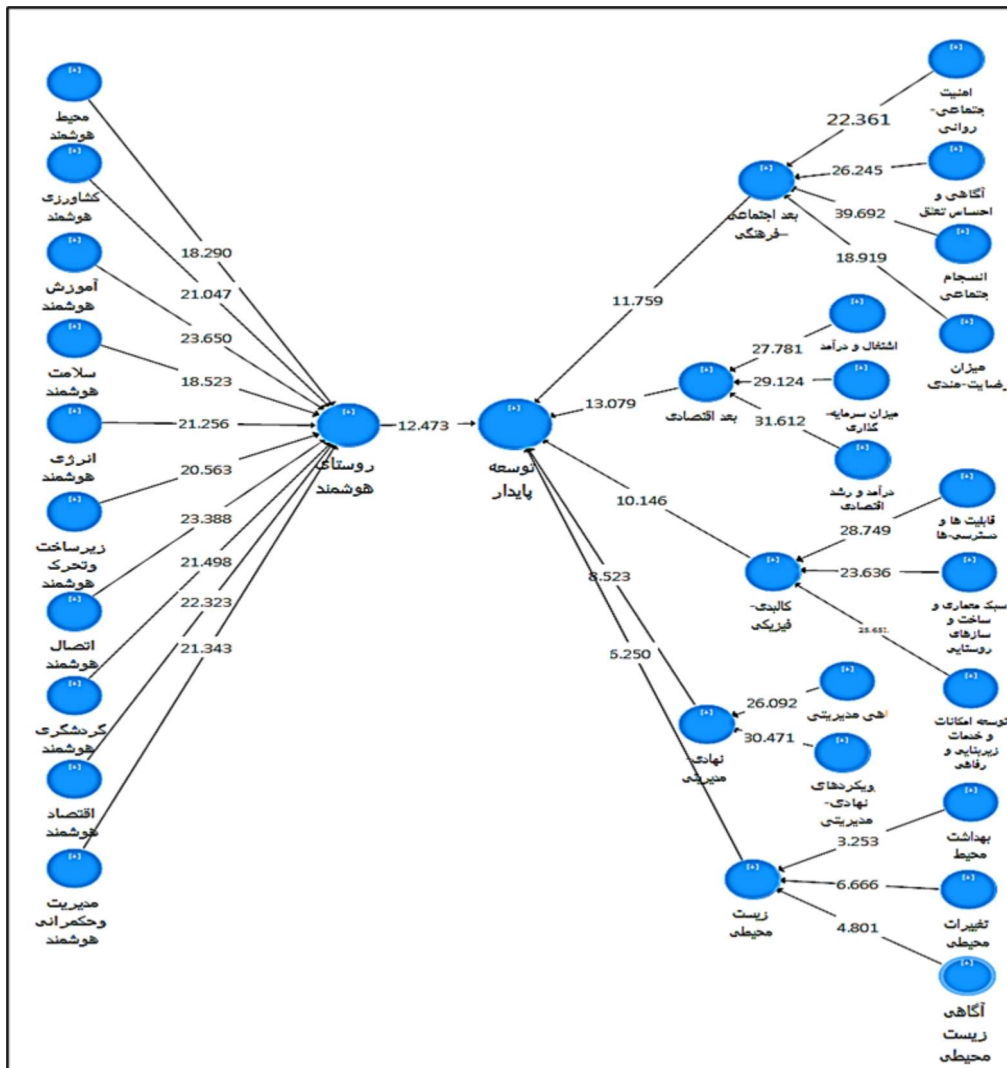 محیط
هوشمند
کشاورزی
هوشمند
آموزش
هوشمند
سلامت
هوشمند
انرژی
هوشمند
زیرساخت
وتحرک
هوشمند
اتصال
هوشمند
گردشگری
هوشمند
اقتصاد
هوشمند
مدیریت
وحکمرانی
هوشمند
18.290
21.047
23.650
18.523
21.256
20.563
23.388
21.498
22.323
21.343
روستای
هوشمند
12.473
توسعه
پایدار
11.759
13.079
10.146
8.523
بعد اجتماعی
-فرهنگی
بعد اقتصادی
کالبدی-
فیزیکی
نهادی-
مدیریتی
زیست
محیطی
22.361
26.245
39.692
18.919
27.781
29.124
31.612
28.749
23.636
26.092
30.471
3.253
6.666
4.801
امنیت
جتماعی-
روانی
آگاهی و
احساس تعلق
انسجام
جتماعی
میزان
رضایت-مندی
اشتغال و درآمد
میزان سرمایه-
گذاری
درآمد و رشد
اقتصادی
قابلیت ها و
دسترسی-ها
سبک معماری و
ساخت و
سازهای
روستایی
توسعه امکانات
و خدمات
زیربنایی و
رفاهی
مدیریتی
رویکردهای
نهادی-
مدیریتی
بهداشت
محیط
تغییرات
محیطی
آگاهی
زیست
محیطی